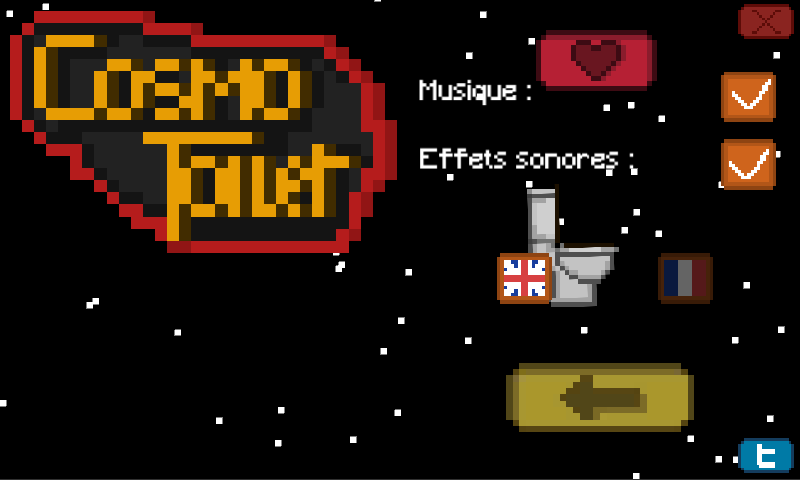 Cosmo
Toilet
Musique :
Effets sonores :
t